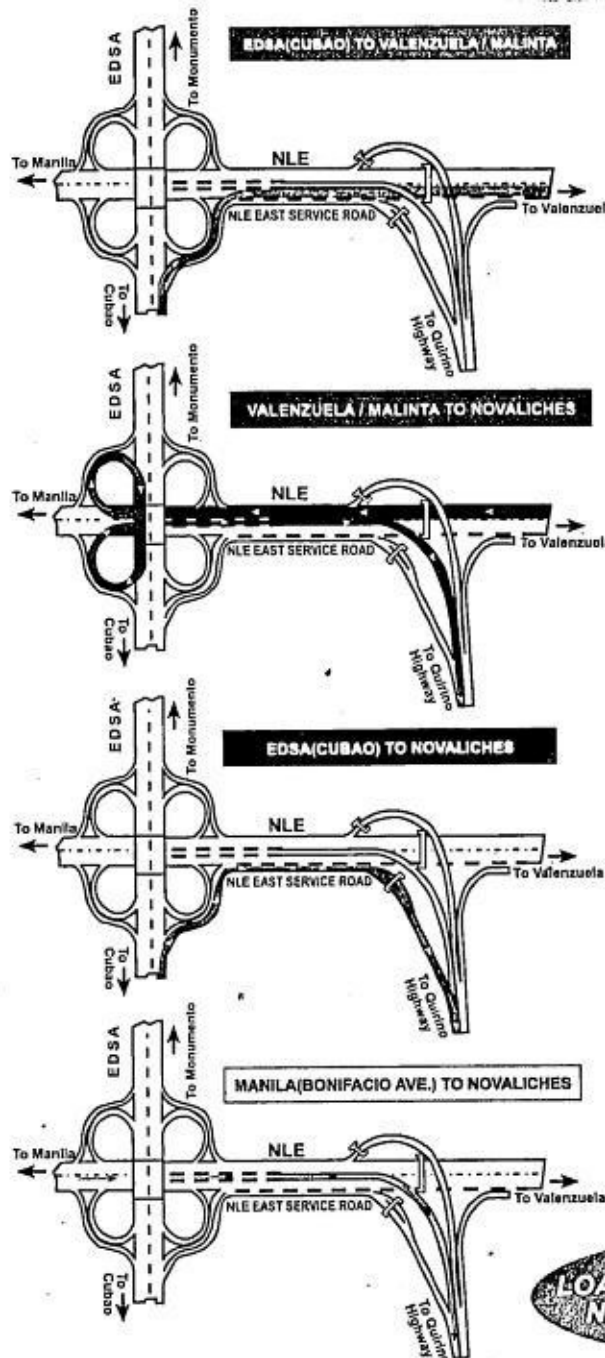 EDSA
To Monumento
EDSA(CUBAO) TO VALENZUELA / MALINTA
To Manila
NLE
To Valenzuela
NLE EAST SERVICE ROAD
To Cubao
To Quirino Highway
EDSA
To Monumento
VALENZUELA / MALINTA TO NOVALICHES
To Manila
NLE
To Valenzuela
NLE EAST SERVICE ROAD
To Cubao
To Quirino Highway
EDSA
To Monumento
EDSA(CUBAO) TO NOVALICHES
To Manila
NLE
To Valenzuela
NLE EAST SERVICE ROAD
To Cubao
To Quirino Highway
EDSA
To Monumento
MANILA(BONIFACIO AVE.) TO NOVALICHES
To Manila
NLE
To Valenzuela
NLE EAST SERVICE ROAD
To Cubao
To Quirino Highway